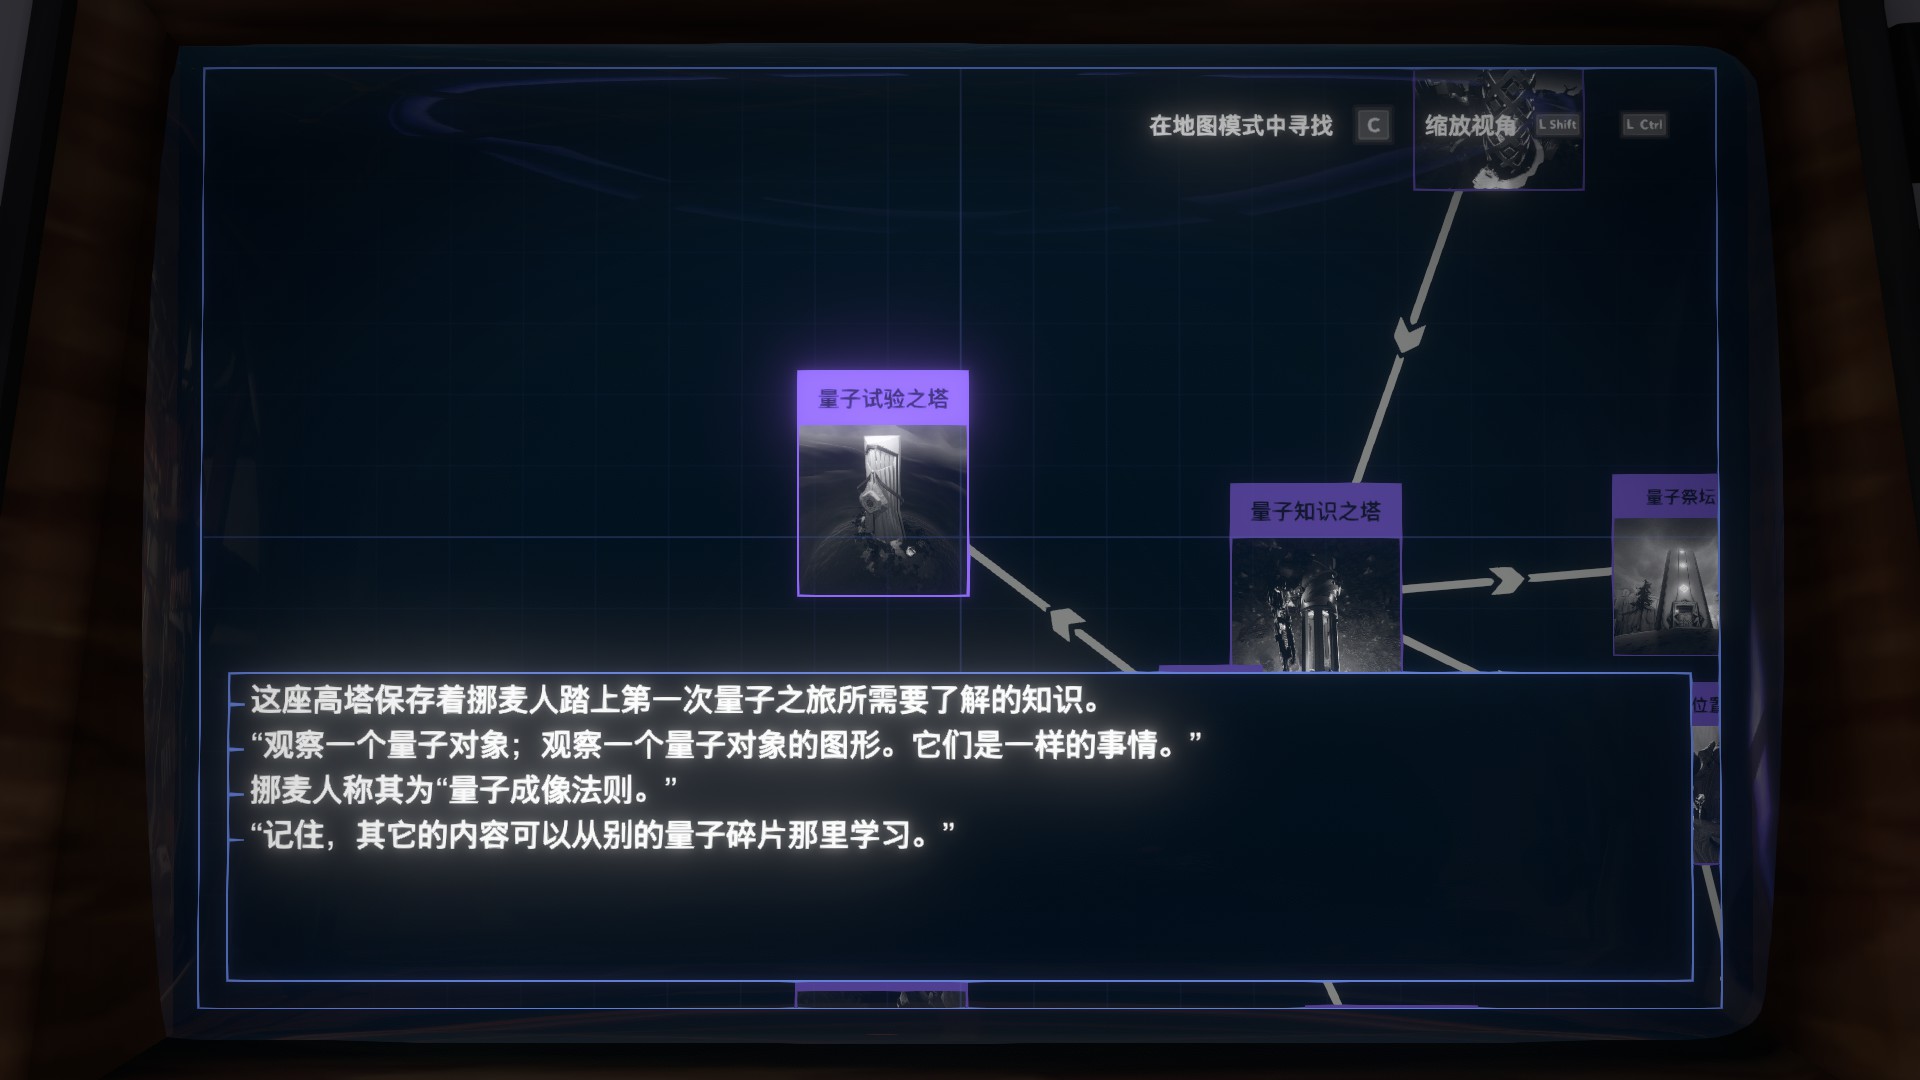 在地图模式中寻找 C 缩放视角 L Shift L Ctrl
量子试验之塔
量子知识之塔
量子祭坛
位置
这座高塔保存着挪麦人踏上第一次量子之旅所需要了解的知识。
“观察一个量子对象；观察一个量子对象的图形。它们是一样的事情。”
挪麦人称其为“量子成像法则。”
“记住，其它的内容可以从别的量子碎片那里学习。”